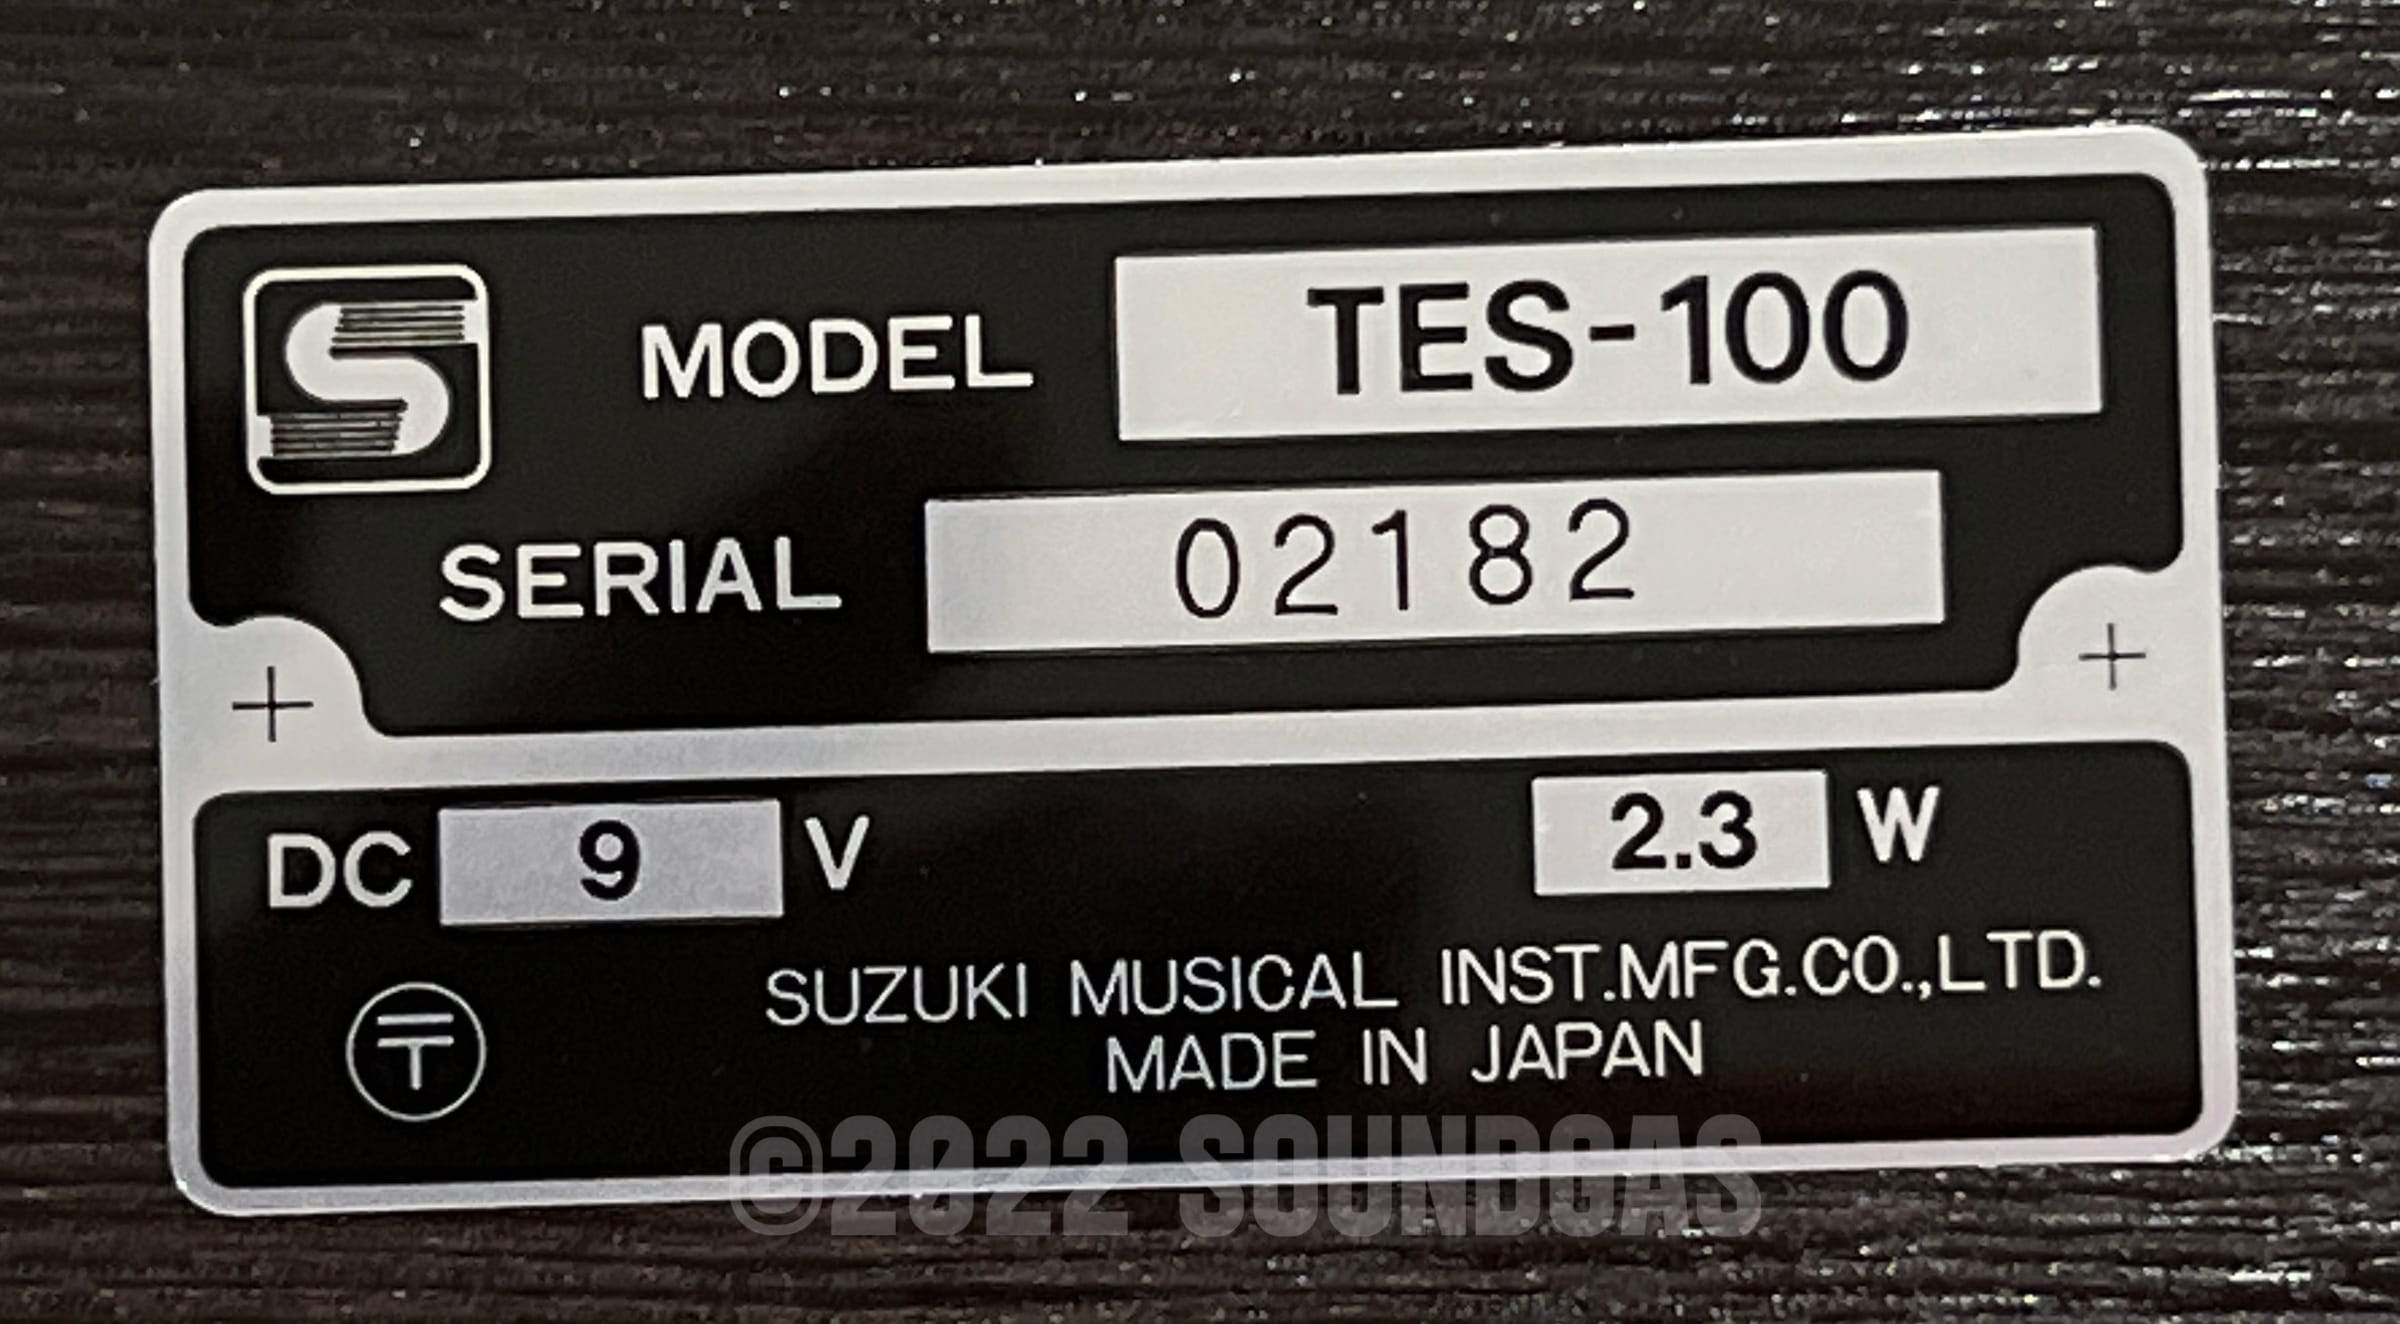 MODEL TES-100
SERIAL 02182
DC 9 V 2.3 W
SUZUKI MUSICAL INST.MFG.CO.,LTD.
MADE IN JAPAN
©2022 SOUNDGAS